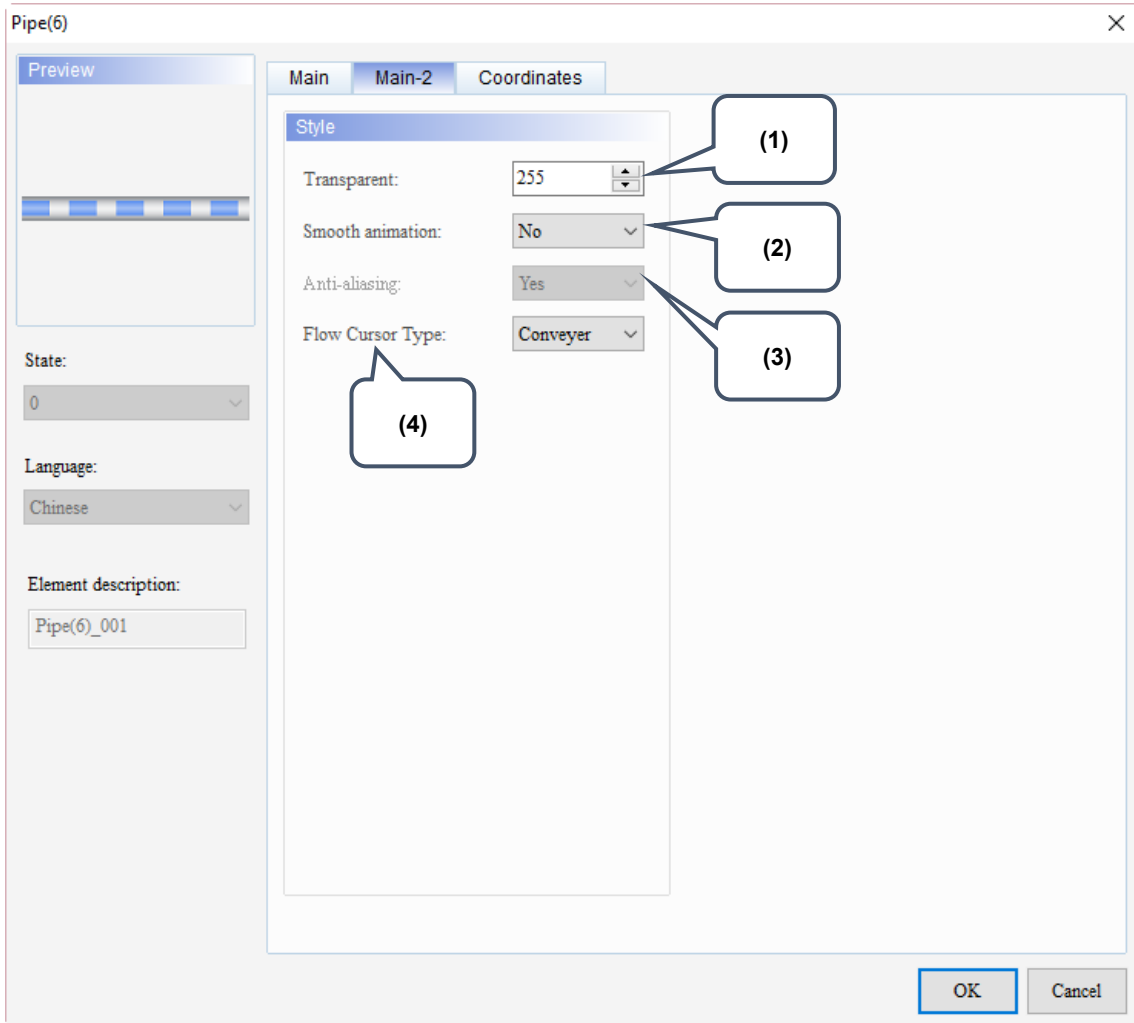 Pipe(6)
Preview
Main Main-2 Coordinates
Style
Transparent: 255
(1)
Smooth animation: No
(2)
Anti-aliasing: Yes
(3)
Flow Cursor Type: Conveyer
(4)
State:
0
Language:
Chinese
Element description:
Pipe(6)_001
OK Cancel